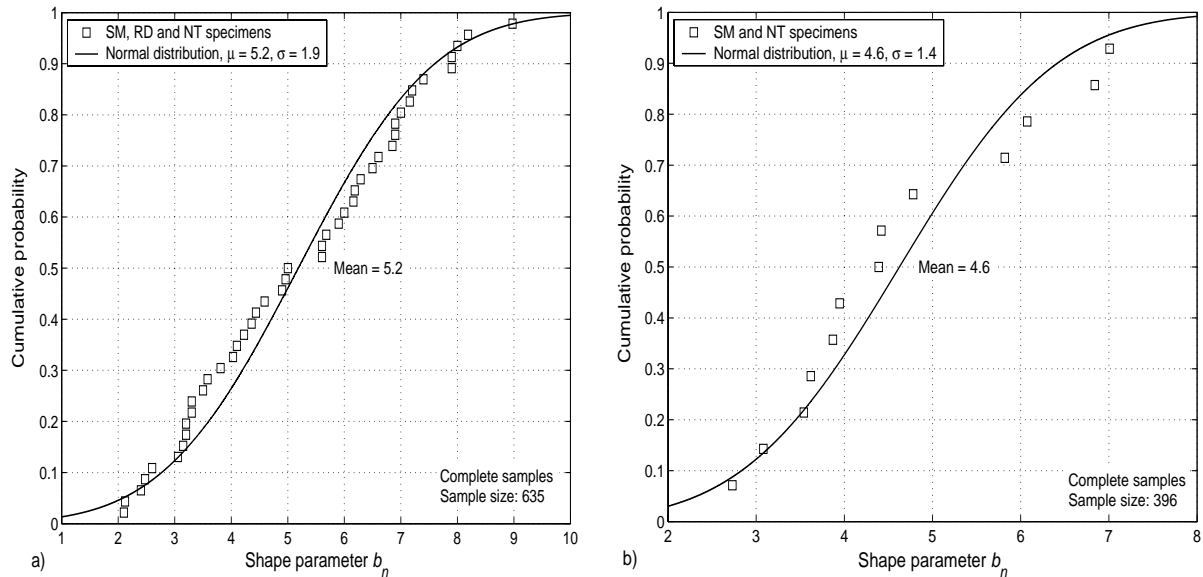 SM, RD and NT specimens
Normal distribution, μ = 5.2, σ = 1.9
Cumulative probability
1
0.9
0.8
0.7
0.6
0.5
0.4
0.3
0.2
0.1
0
Mean = 5.2
Complete samples
Sample size: 635
1 2 3 4 5 6 7 8 9 10
Shape parameter bₙ
a)
SM and NT specimens
Normal distribution, μ = 4.6, σ = 1.4
Cumulative probability
1
0.9
0.8
0.7
0.6
0.5
0.4
0.3
0.2
0.1
0
Mean = 4.6
Complete samples
Sample size: 396
2 3 4 5 6 7 8
Shape parameter bₙ
b)